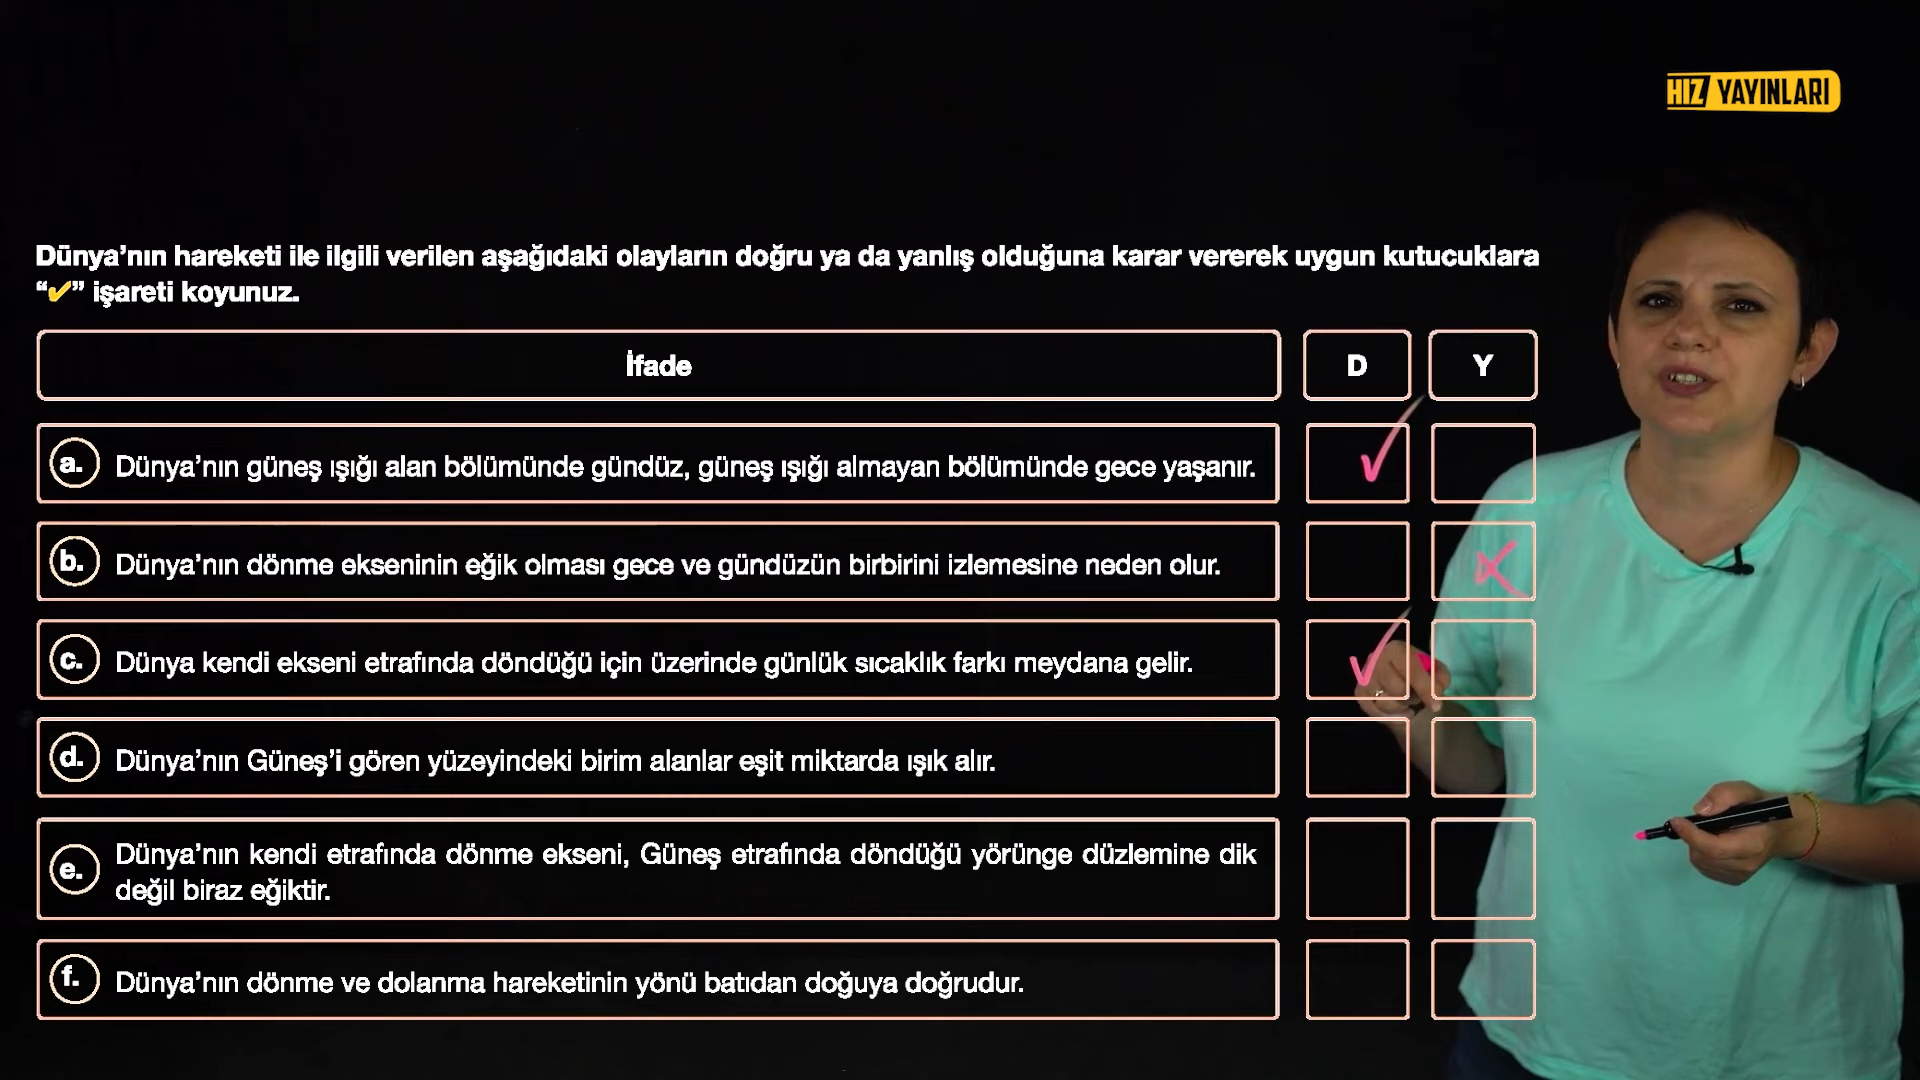 HIZ YAYINLARI
Dünya’nın hareketi ile ilgili verilen aşağıdaki olayların doğru ya da yanlış olduğuna karar vererek uygun kutucuklara
“✔” işareti koyunuz.
İfade D Y
a. Dünya’nın güneş ışığı alan bölümünde gündüz, güneş ışığı almayan bölümünde gece yaşanır. ✓
b. Dünya’nın dönme ekseninin eğik olması gece ve gündüzün birbirini izlemesine neden olur. X
c. Dünya kendi ekseni etrafında döndüğü için üzerinde günlük sıcaklık farkı meydana gelir. ✓
d. Dünya’nın Güneş’i gören yüzeyindeki birim alanlar eşit miktarda ışık alır.
e. Dünya’nın kendi etrafında dönme ekseni, Güneş etrafında döndüğü yörünge düzlemine dik
değil biraz eğiktir.
f. Dünya’nın dönme ve dolanma hareketinin yönü batıdan doğuya doğrudur.